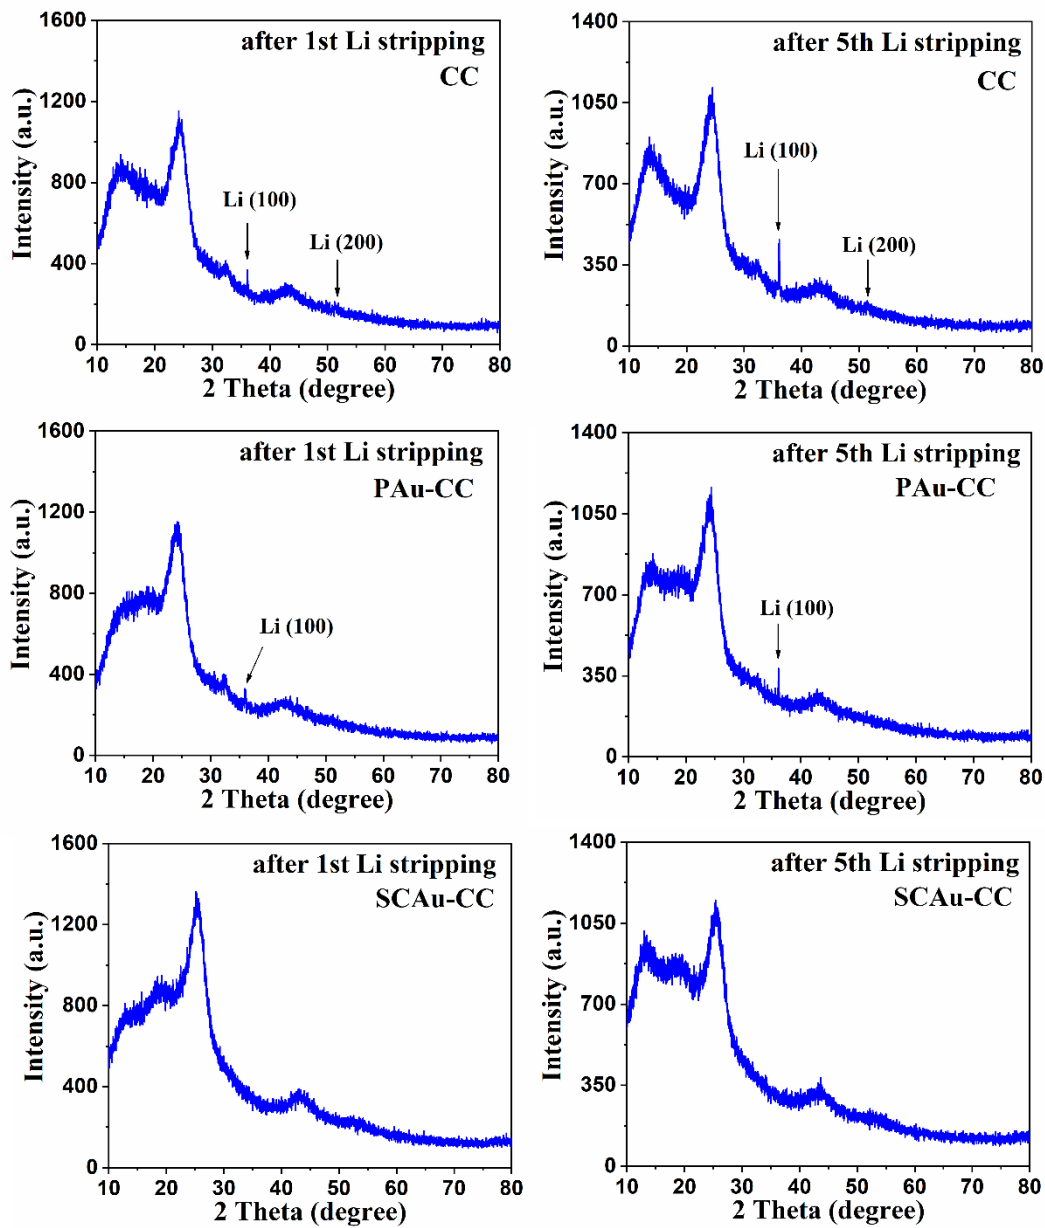 1600
1200
800
400
0
Intensity (a.u.)
after 1st Li stripping
CC
Li (100)
Li (200)
10 20 30 40 50 60 70 80
2 Theta (degree)
1400
1050
700
350
0
Intensity (a.u.)
after 5th Li stripping
CC
Li (100)
Li (200)
10 20 30 40 50 60 70 80
2 Theta (degree)
1600
1200
800
400
0
Intensity (a.u.)
after 1st Li stripping
PAu-CC
Li (100)
10 20 30 40 50 60 70 80
2 Theta (degree)
1400
1050
700
350
0
Intensity (a.u.)
after 5th Li stripping
PAu-CC
Li (100)
10 20 30 40 50 60 70 80
2 Theta (degree)
1600
1200
800
400
0
Intensity (a.u.)
after 1st Li stripping
SCAu-CC
10 20 30 40 50 60 70 80
2 Theta (degree)
1400
1050
700
350
0
Intensity (a.u.)
after 5th Li stripping
SCAu-CC
10 20 30 40 50 60 70 80
2 Theta (degree)